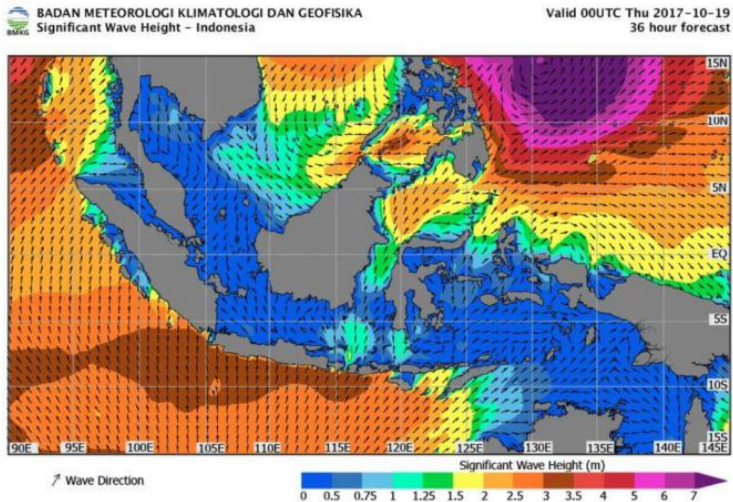 BADAN METEOROLOGI KLIMATOLOGI DAN GEOFISIKA
Significant Wave Height - Indonesia
BMKG
Valid 00UTC Thu 2017-10-19
36 hour forecast
15N
10N
5N
EQ
5S
10S
15S
90E 95E 100E 105E 110E 115E 120E 125E 130E 135E 140E 145E
Wave Direction
Significant Wave Height (m)
0 0.5 0.75 1 1.25 1.5 2 2.5 3 3.5 4 5 6 7